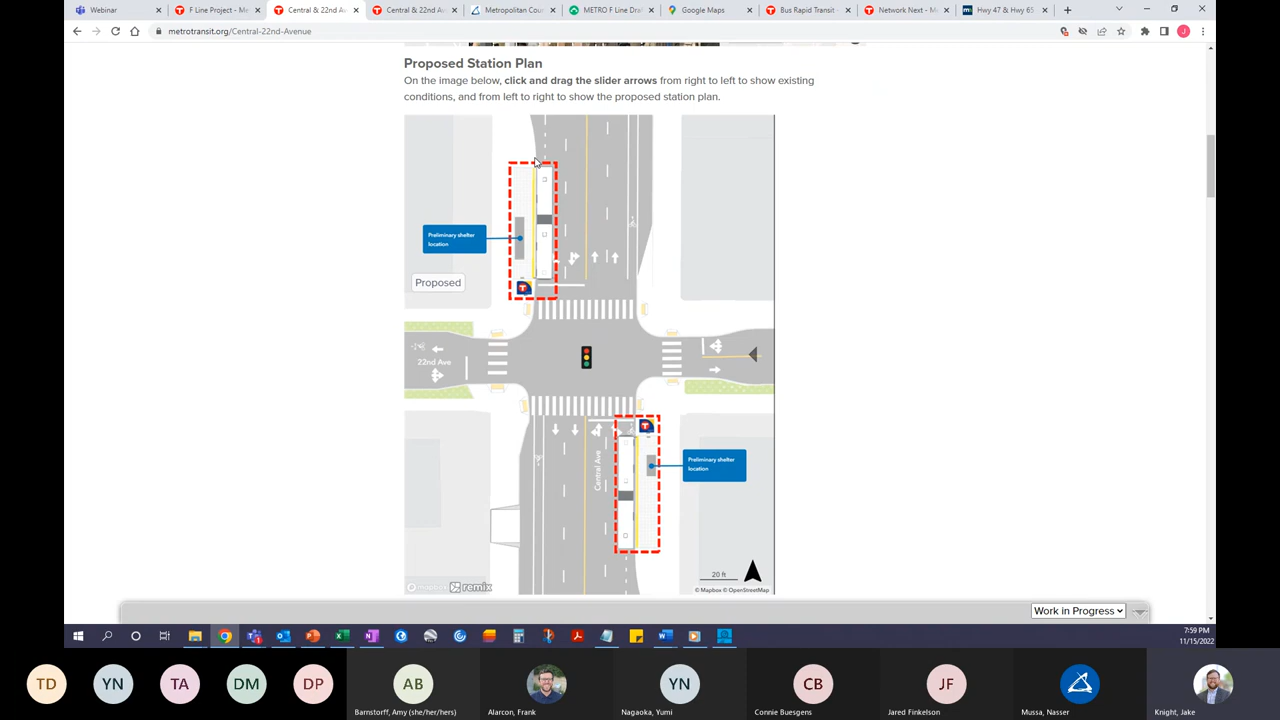 Webinar
F Line Project - Me
Central & 22nd Av
Central & 22nd Av
Metropolitan Coun
METRO F Line Dra
Google Maps
Bus Rapid Transit
Network Next - Me
Hwy 47 & Hwy 65
metrotransit.org/Central-22nd-Avenue
J
Proposed Station Plan
On the image below, click and drag the slider arrows from right to left to show existing
conditions, and from left to right to show the proposed station plan.
Preliminary shelter
location
Proposed
T
22nd Ave
T
Central Ave
Preliminary shelter
location
20 ft
mapbox remix
© Mapbox © OpenStreetMap
Work in Progress
7:59 PM
11/15/2022
TD
YN
TA
DM
DP
AB
YN
CB
JF
Barnstorff, Amy (she/her/hers)
Alarcon, Frank
Nagaoka, Yumi
Connie Buesgens
Jared Finkelson
Mussa, Nasser
Knight, Jake